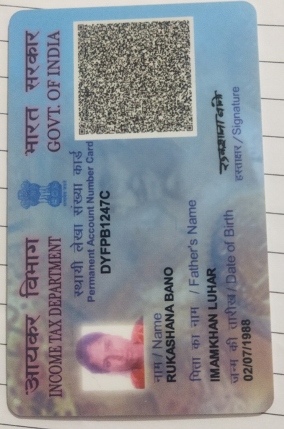 आयकर विभाग
INCOME TAX DEPARTMENT
भारत सरकार
GOVT. OF INDIA
स्थायी लेखा संख्या कार्ड
Permanent Account Number Card
DYFPB1247C
नाम / Name
RUKASHANA BANO
पिता का नाम / Father's Name
IMAMKHAN LUHAR
जन्म की तारीख / Date of Birth
02/07/1988
हस्ताक्षर / Signature